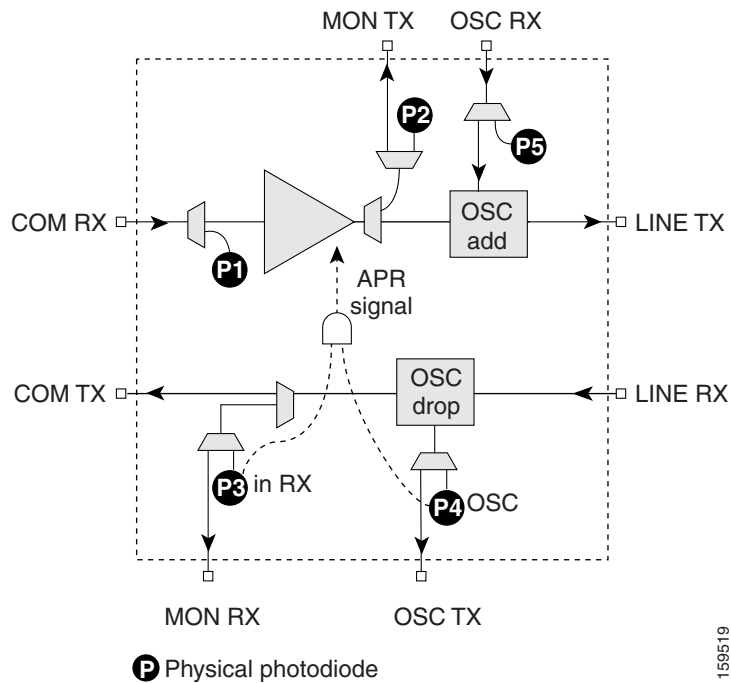 MON TX
OSC RX
P2
P5
COM RX
OSC
add
LINE TX
P1
APR
signal
COM TX
OSC
drop
LINE RX
P3 in RX
P4 OSC
MON RX
OSC TX
P Physical photodiode
159519